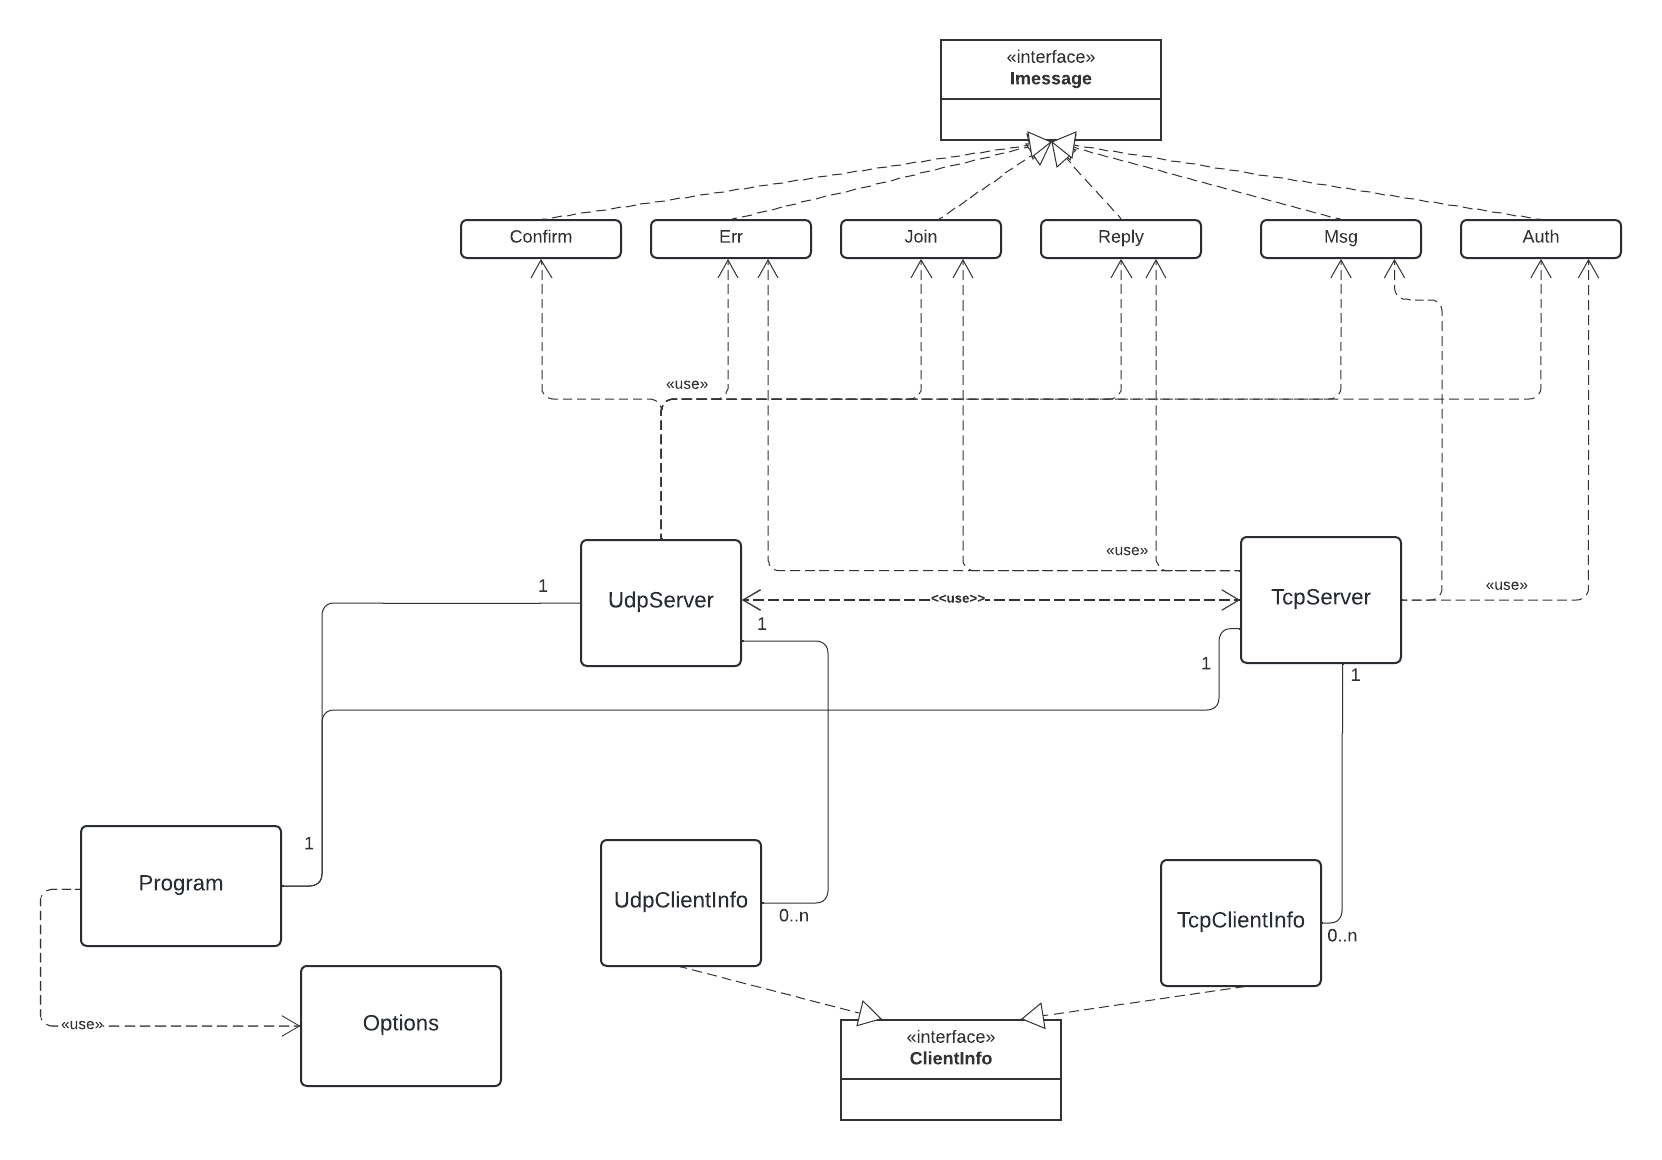 «interface»
Imessage
Confirm
Err
Join
Reply
Msg
Auth
«use»
«use»
UdpServer
TcpServer
<<use>>
«use»
1
1
1
1
1
Program
UdpClientInfo
TcpClientInfo
0..n
0..n
«use»
Options
«interface»
ClientInfo